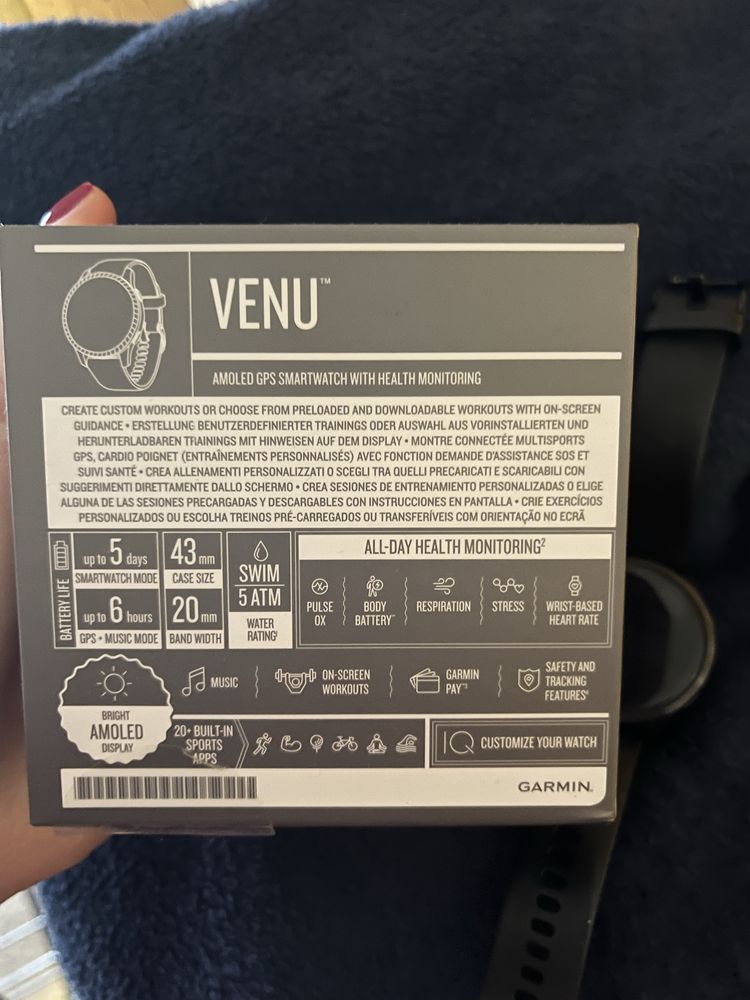 VENU™
AMOLED GPS SMARTWATCH WITH HEALTH MONITORING
CREATE CUSTOM WORKOUTS OR CHOOSE FROM PRELOADED AND DOWNLOADABLE WORKOUTS WITH ON-SCREEN
GUIDANCE • ERSTELLUNG BENUTZERDEFINIERTER TRAININGS ODER AUSWAHL AUS VORINSTALLIERTEN UND
HERUNTERLADBAREN TRAININGS MIT HINWEISEN AUF DEM DISPLAY • MONTRE CONNECTÉE MULTISPORTS
GPS, CARDIO POIGNET (ENTRAÎNEMENTS PERSONNALISÉS) AVEC FONCTION DEMANDE D'ASSISTANCE SOS ET
SUIVI SANTÉ • CREA ALLENAMENTI PERSONALIZZATI O SCEGLI TRA QUELLI PRECARICATI E SCARICABILI CON
SUGGERIMENTI DIRETTAMENTE DALLO SCHERMO • CREA SESIONES DE ENTRENAMIENTO PERSONALIZADAS O ELIGE
ALGUNA DE LAS SESIONES PRECARGADAS Y DESCARGABLES CON INSTRUCCIONES EN PANTALLA • CRIE EXERCÍCIOS
PERSONALIZADOS OU ESCOLHA TREINOS PRÉ-CARREGADOS OU TRANSFERÍVEIS COM ORIENTAÇÃO NO ECRÃ
BATTERY LIFE
up to 5 days
SMARTWATCH MODE
up to 6 hours
GPS + MUSIC MODE
43 mm
CASE SIZE
20 mm
BAND WIDTH
SWIM
5 ATM
WATER
RATING¹
ALL-DAY HEALTH MONITORING²
PULSE
OX
BODY
BATTERY™
RESPIRATION
STRESS
WRIST-BASED
HEART RATE
BRIGHT
AMOLED
DISPLAY
MUSIC
ON-SCREEN
WORKOUTS
GARMIN
PAY™³
SAFETY AND
TRACKING
FEATURES⁴
20+ BUILT-IN
SPORTS
APPS
IQ CUSTOMIZE YOUR WATCH
GARMIN.